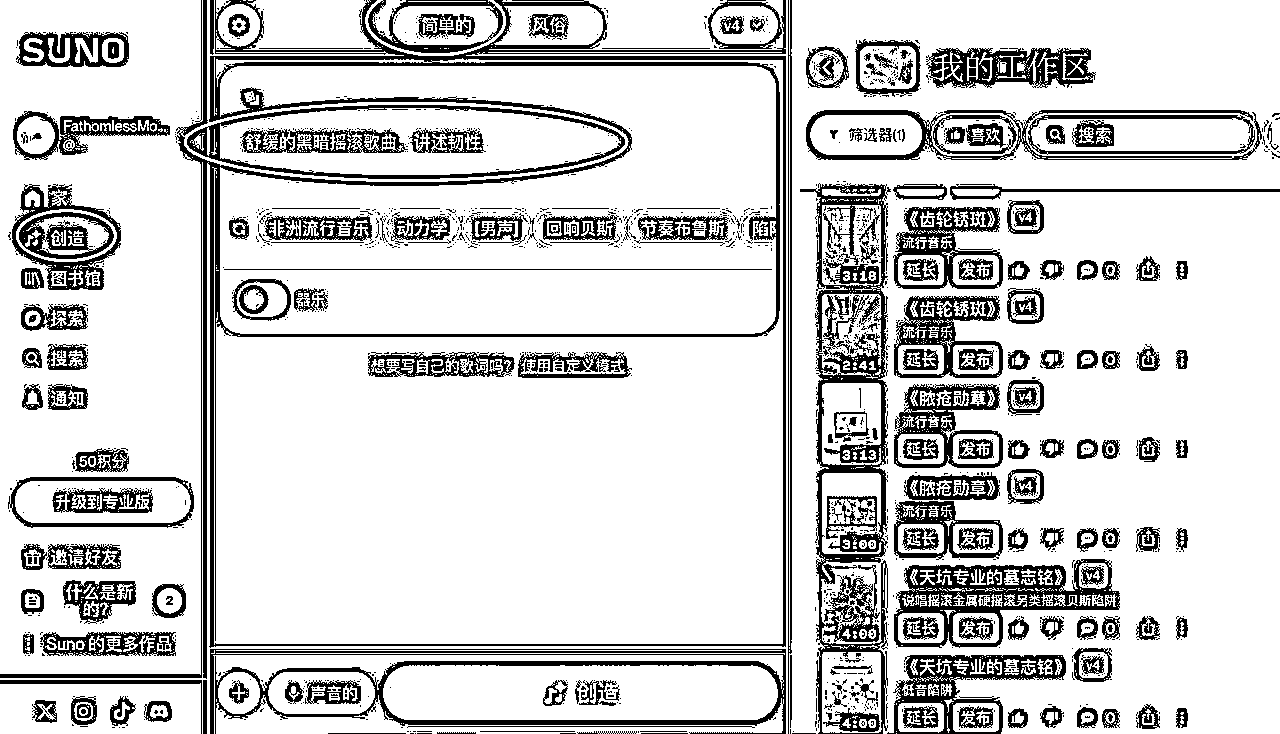 SUNO
FathomlessMo...
@...
家
创造
图书馆
探索
搜索
通知
50积分
升级到专业版
邀请好友
什么是新的?
2
Suno 的更多作品
简单的
风俗
v4
舒缓的黑暗摇滚歌曲，讲述韧性
非洲流行音乐
动力学
[男声]
回响贝斯
节奏布鲁斯
陷阱
器乐
想要写自己的歌词吗？ 使用自定义模式
声音的
创造
我的工作区
筛选器(1)
喜欢
搜索
《齿轮锈斑》 v4
流行音乐
3:18
延长 发布 0
《齿轮锈斑》 v4
流行音乐
2:41
延长 发布 0
《脓疮勋章》 v4
流行音乐
3:13
延长 发布 0
《脓疮勋章》 v4
流行音乐
3:00
延长 发布 0
《天坑专业的墓志铭》 v4
说唱摇滚金属硬摇滚另类摇滚贝斯陷阱
4:00
延长 发布 0
《天坑专业的墓志铭》 v4
低音陷阱
4:00
延长 发布 0